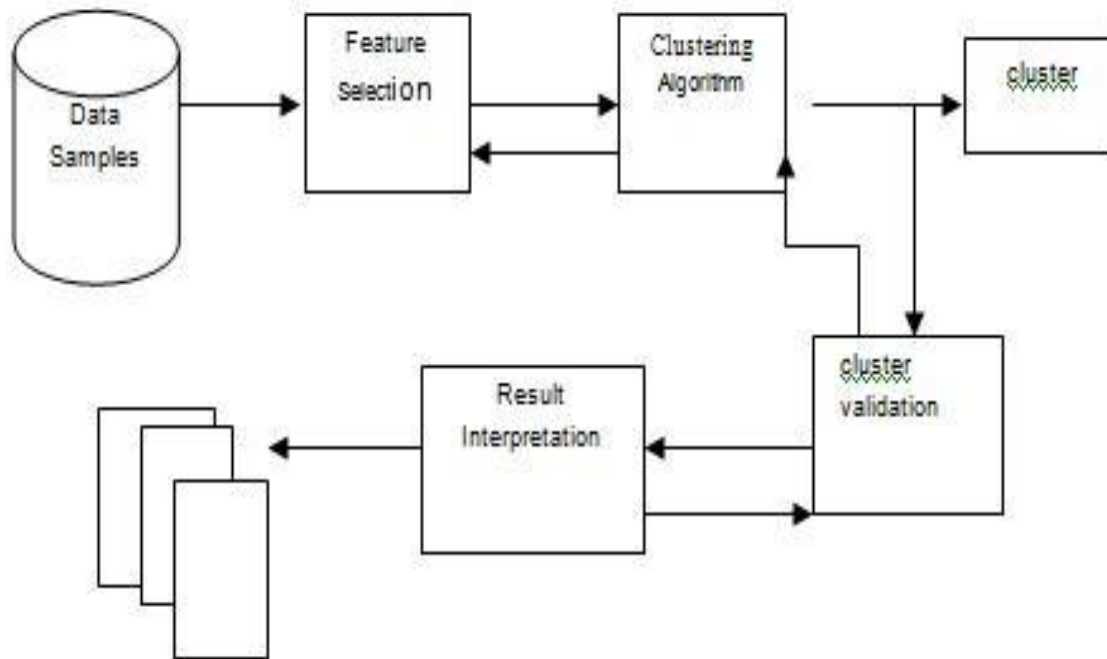 Data
Samples
Feature
Selection
Clustering
Algorithm
cluster
cluster
validation
Result
Interpretation